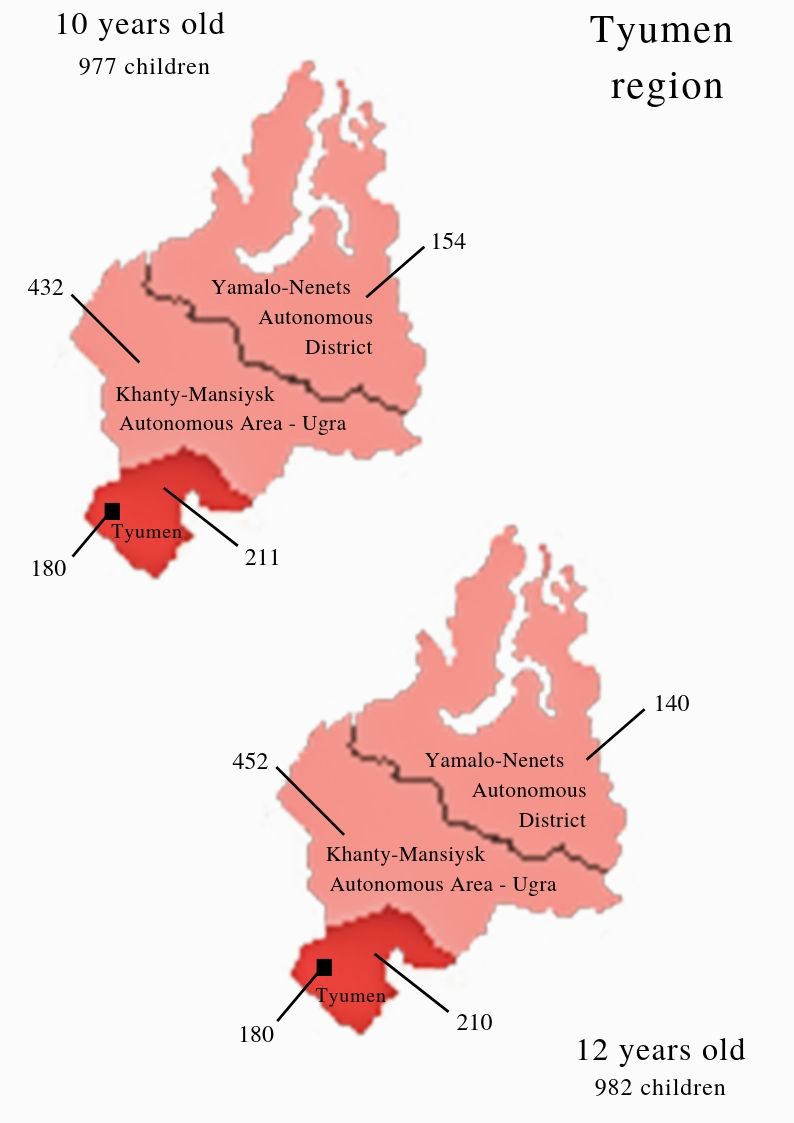 10 years old
977 children
Tyumen
region
154
432
Yamalo-Nenets
Autonomous
District
Khanty-Mansiysk
Autonomous Area - Ugra
Tyumen
180
211
140
452
Yamalo-Nenets
Autonomous
District
Khanty-Mansiysk
Autonomous Area - Ugra
Tyumen
180
210
12 years old
982 children